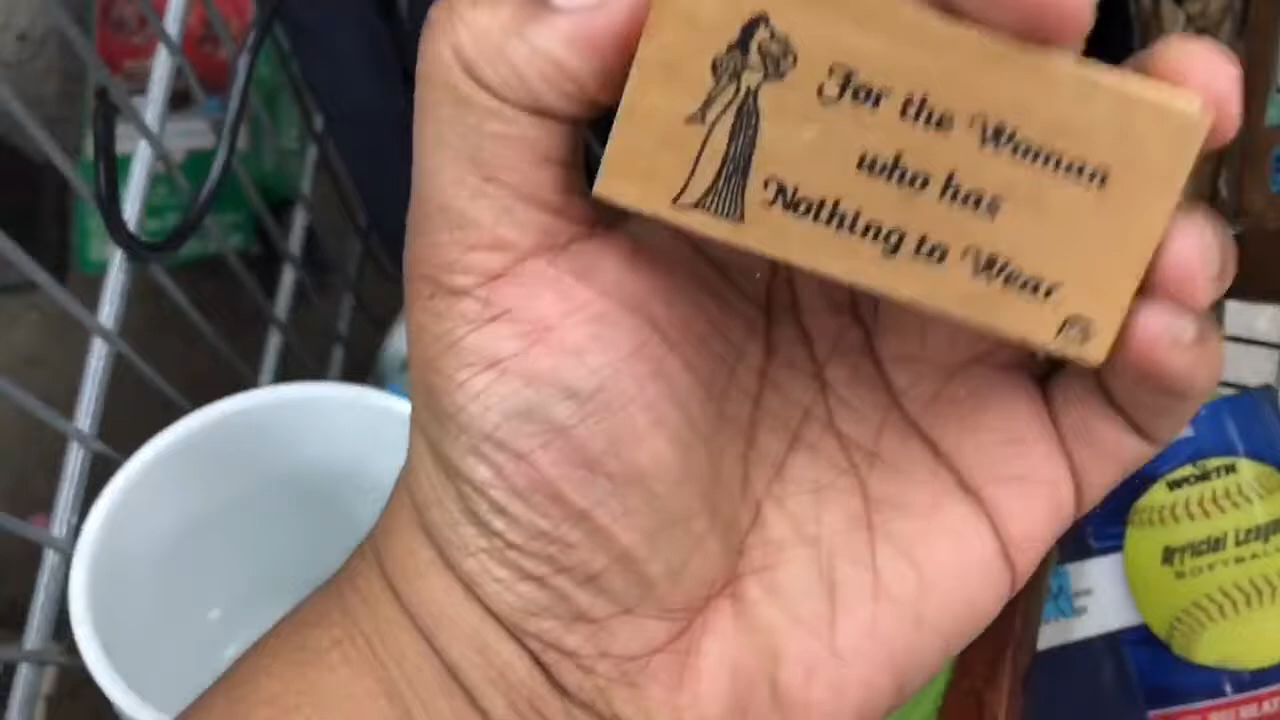 For the Woman
who has
Nothing to Wear
WORTH
Official League
SOFTBALL